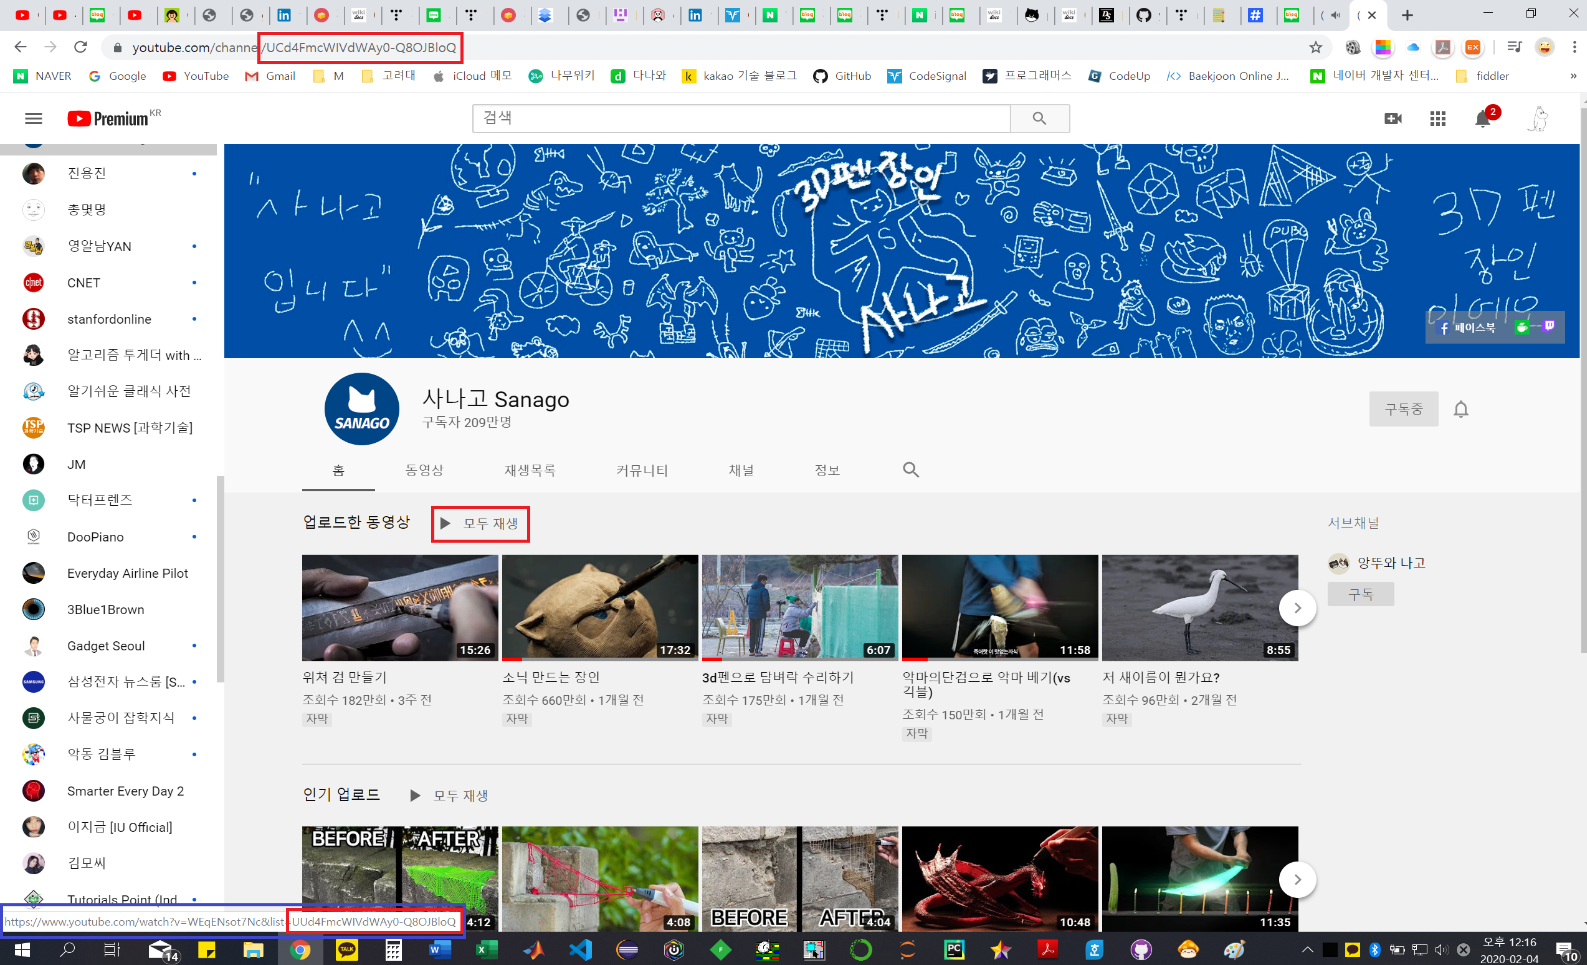 youtube.com/channel/UCd4FmcWIVdWAy0-Q8OJBloQ
NAVER Google YouTube Gmail M 고려대 iCloud 메모 나무위키 다나와 kakao 기술 블로그 GitHub CodeSignal 프로그래머스 CodeUp Baekjoon Online J... 네이버 개발자 센터... fiddler »
Premium KR
검색
2
진용진
총몇명
영알남YAN
CNET
stanfordonline
알고리즘 투게더 with ...
알기쉬운 클래식 사전
TSP NEWS [과학기술]
JM
닥터프렌즈
DooPiano
Everyday Airline Pilot
3Blue1Brown
Gadget Seoul
삼성전자 뉴스룸 [S...
사물궁이 잡학지식
악동 김블루
Smarter Every Day 2
이지금 [IU Official]
김모씨
Tutorials Point (Ind...
" 사나고
입니다"
^^
3D펜 장인
사나고
PUBG
3D 펜
장인
페이스북
SANAGO
사나고 Sanago
구독자 209만명
구독중
홈 동영상 재생목록 커뮤니티 채널 정보
업로드한 동영상 모두 재생
15:26 17:32 6:07 11:58 8:55
위쳐 검 만들기
조회수 182만회 • 3주 전
자막
소닉 만드는 장인
조회수 660만회 • 1개월 전
자막
3d펜으로 담벼락 수리하기
조회수 175만회 • 1개월 전
자막
악마의단검으로 악마 베기(vs
긱블)
조회수 150만회 • 1개월 전
자막
저 새이름이 뭔가요?
조회수 96만회 • 2개월 전
자막
서브채널
앙뚜와 나고
구독
인기 업로드 모두 재생
BEFORE AFTER
4:12
4:08
BEFORE AFTER
4:04
10:48
11:35
https://www.youtube.com/watch?v=WEqENsot7Nc&list=UUd4FmcWIVdWAy0-Q8OJBloQ
14
TALK
PC
오후 12:16
2020-02-04
10